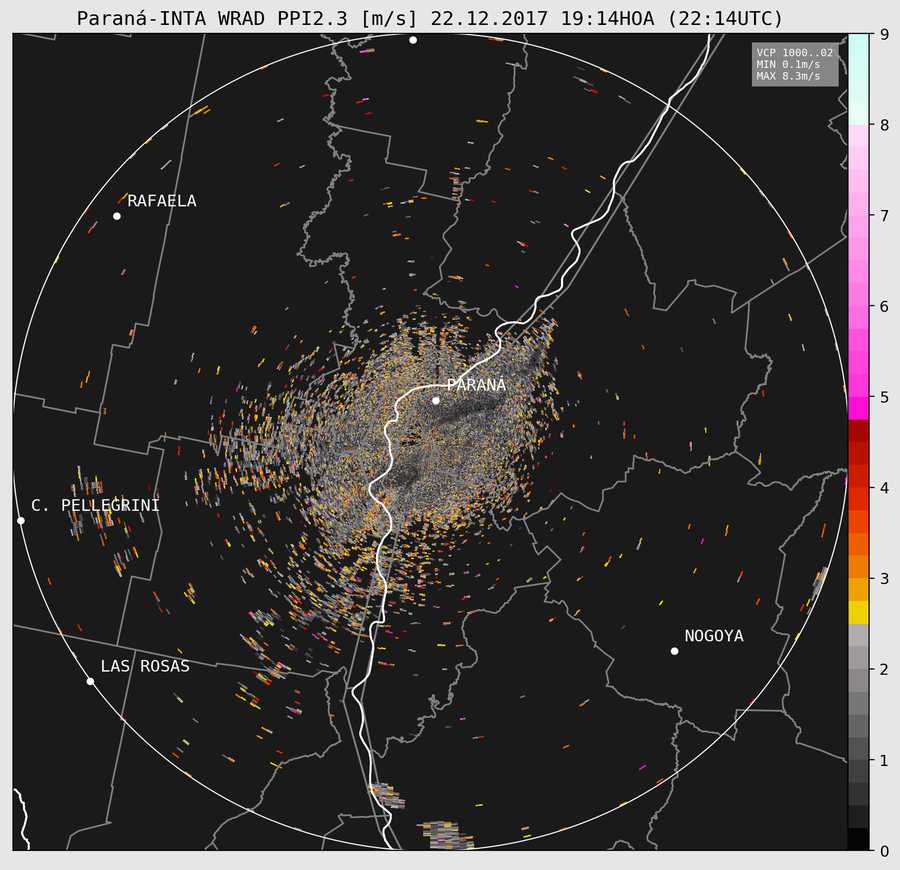 Paraná-INTA WRAD PPI2.3 [m/s] 22.12.2017 19:14HOA (22:14UTC)
VCP 1000..02
MIN 0.1m/s
MAX 8.3m/s
RAFAELA
PARANÁ
C. PELLEGRINI
NOGOYA
LAS ROSAS
9
8
7
6
5
4
3
2
1
0